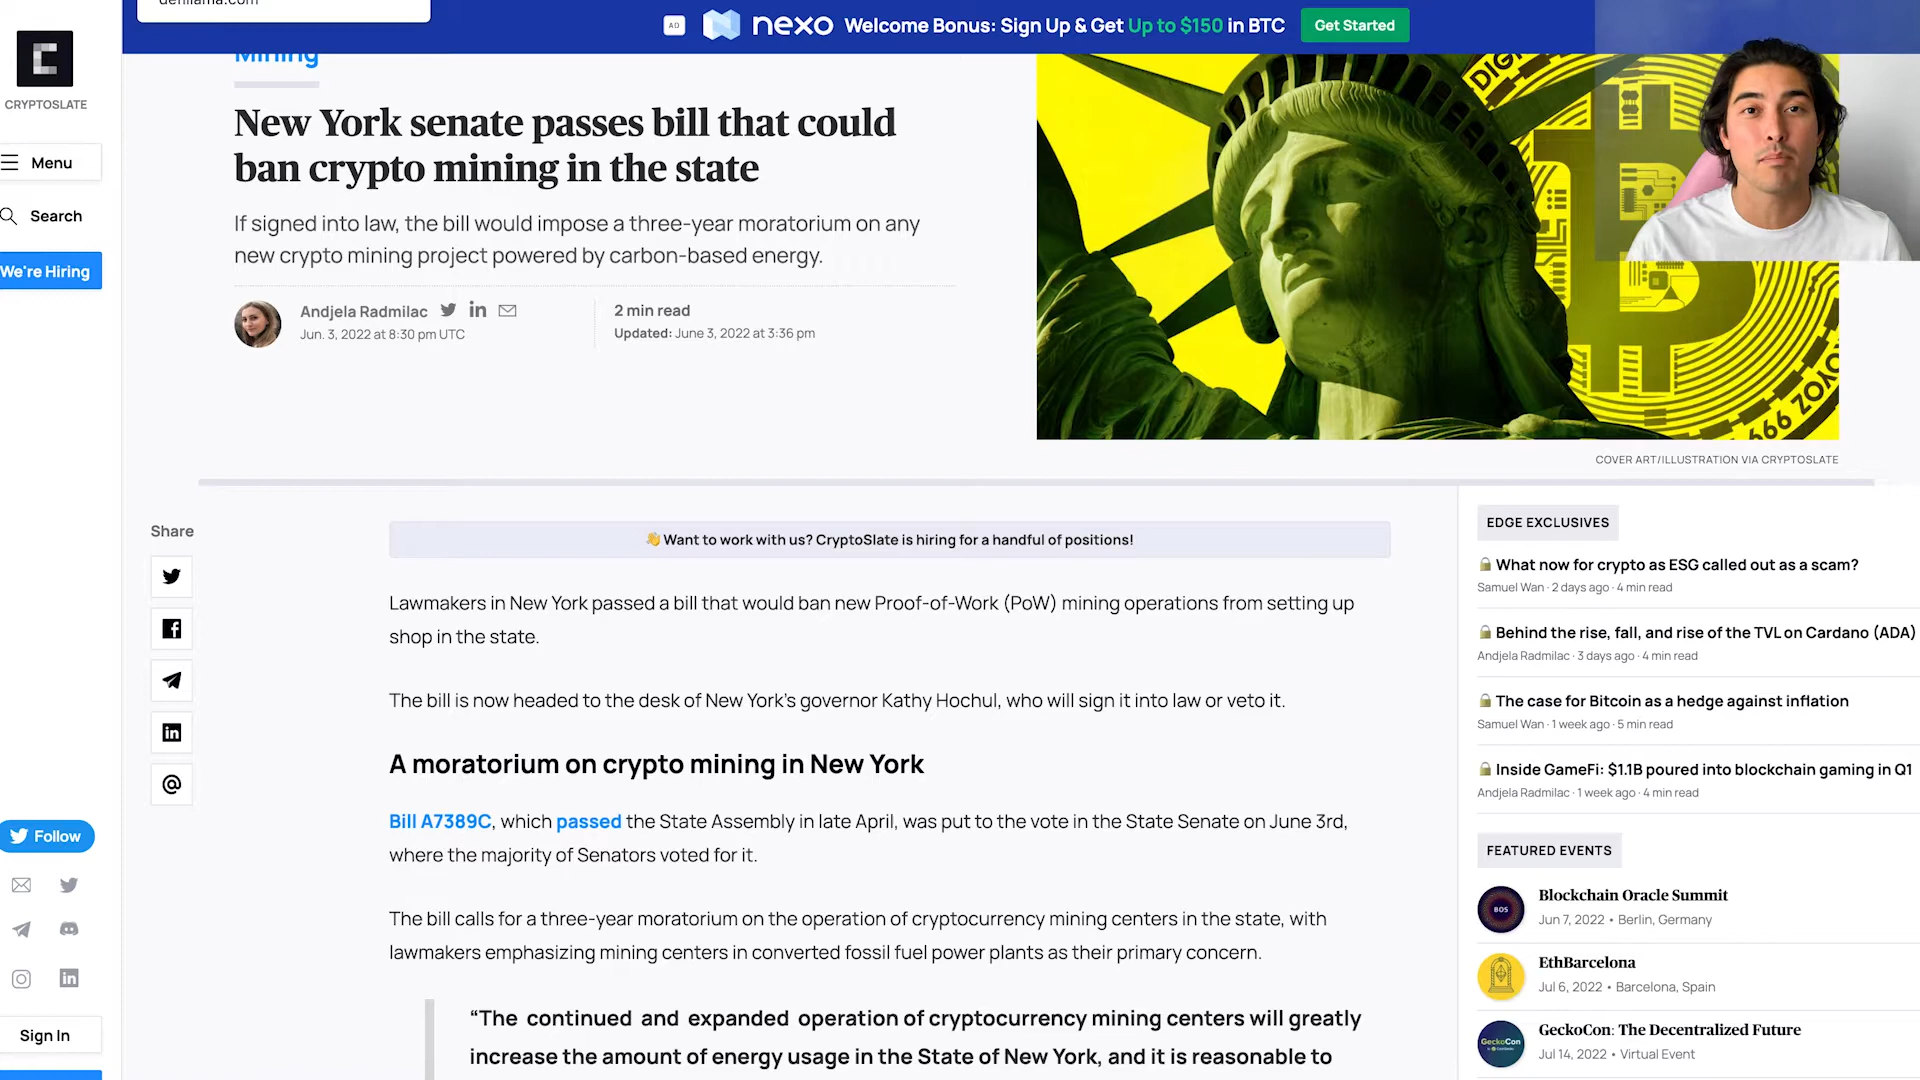 AD
nexo
Welcome Bonus: Sign Up & Get Up to $150 in BTC
Get Started
CRYPTOSLATE
Menu
Search
We're Hiring
Mining
New York senate passes bill that could
ban crypto mining in the state
If signed into law, the bill would impose a three-year moratorium on any
new crypto mining project powered by carbon-based energy.
Andjela Radmilac
Jun. 3, 2022 at 8:30 pm UTC
2 min read
Updated: June 3, 2022 at 3:36 pm
DIGI
COVER ART/ILLUSTRATION VIA CRYPTOSLATE
Share
👋 Want to work with us? CryptoSlate is hiring for a handful of positions!
Lawmakers in New York passed a bill that would ban new Proof-of-Work (PoW) mining operations from setting up
shop in the state.
The bill is now headed to the desk of New York's governor Kathy Hochul, who will sign it into law or veto it.
A moratorium on crypto mining in New York
Bill A7389C, which passed the State Assembly in late April, was put to the vote in the State Senate on June 3rd,
where the majority of Senators voted for it.
The bill calls for a three-year moratorium on the operation of cryptocurrency mining centers in the state, with
lawmakers emphasizing mining centers in converted fossil fuel power plants as their primary concern.
“The continued and expanded operation of cryptocurrency mining centers will greatly
increase the amount of energy usage in the State of New York, and it is reasonable to
EDGE EXCLUSIVES
🔒 What now for crypto as ESG called out as a scam?
Samuel Wan · 2 days ago · 4 min read
🔒 Behind the rise, fall, and rise of the TVL on Cardano (ADA)
Andjela Radmilac · 3 days ago · 4 min read
🔒 The case for Bitcoin as a hedge against inflation
Samuel Wan · 1 week ago · 5 min read
🔒 Inside GameFi: $1.1B poured into blockchain gaming in Q1
Andjela Radmilac · 1 week ago · 4 min read
FEATURED EVENTS
BOS
Blockchain Oracle Summit
Jun 7, 2022 • Berlin, Germany
EthBarcelona
Jul 6, 2022 • Barcelona, Spain
GeckoCon
GeckoCon: The Decentralized Future
Jul 14, 2022 • Virtual Event
Follow
Sign In